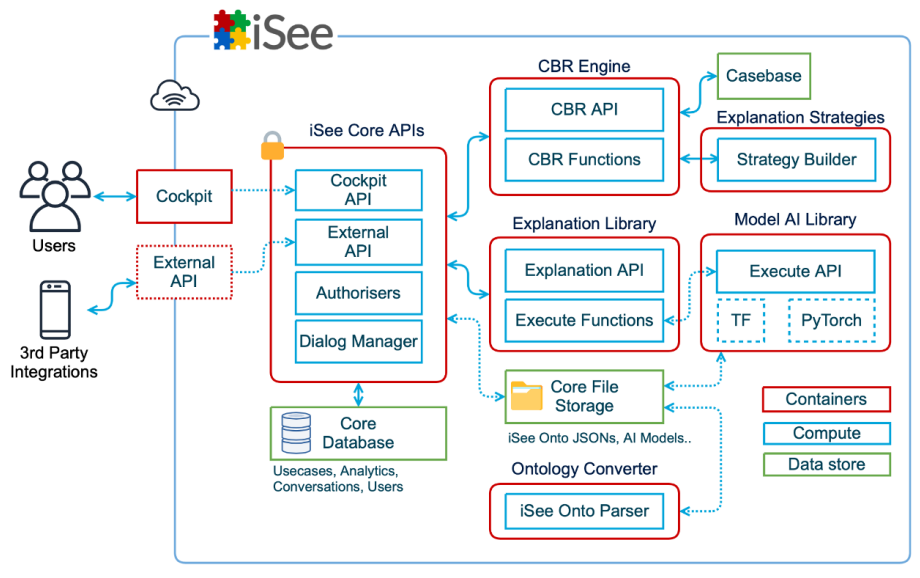 iSee
CBR Engine
CBR API
CBR Functions
Casebase
Explanation Strategies
Strategy Builder
iSee Core APIs
Cockpit
API
External
API
Authorisers
Dialog Manager
Users
Cockpit
External
API
3rd Party
Integrations
Explanation Library
Explanation API
Execute Functions
Model AI Library
Execute API
TF
PyTorch
Core File
Storage
iSee Onto JSONs, AI Models..
Core
Database
Usecases, Analytics,
Conversations, Users
Ontology Converter
iSee Onto Parser
Containers
Compute
Data store